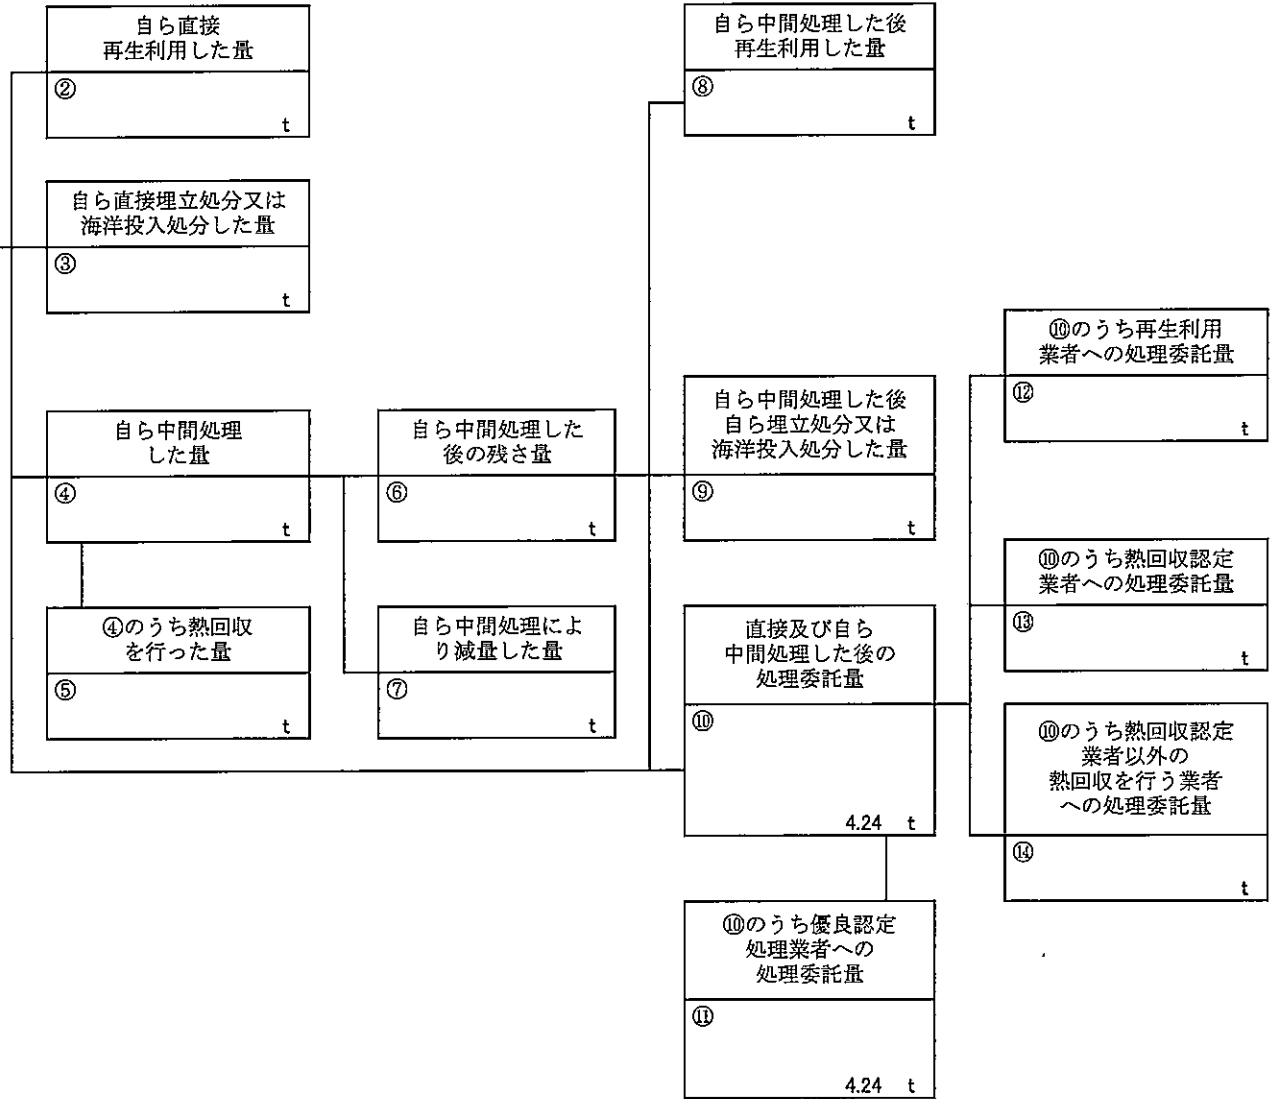 自ら直接
再生利用した量
②
t
自ら直接埋立処分又は
海洋投入処分した量
③
t
自ら中間処理
した量
④
t
④のうち熱回収
を行った量
⑤
t
自ら中間処理した
後の残さ量
⑥
t
自ら中間処理によ
り減量した量
⑦
t
自ら中間処理した後
再生利用した量
⑧
t
自ら中間処理した後
自ら埋立処分又は
海洋投入処分した量
⑨
t
直接及び自ら
中間処理した後の
処理委託量
⑩
4.24 t
⑩のうち優良認定
処理業者への
処理委託量
⑪
4.24 t
⑩のうち再生利用
業者への処理委託量
⑫
t
⑩のうち熱回収認定
業者への処理委託量
⑬
t
⑩のうち熱回収認定
業者以外の
熱回収を行う業者
への処理委託量
⑭
t